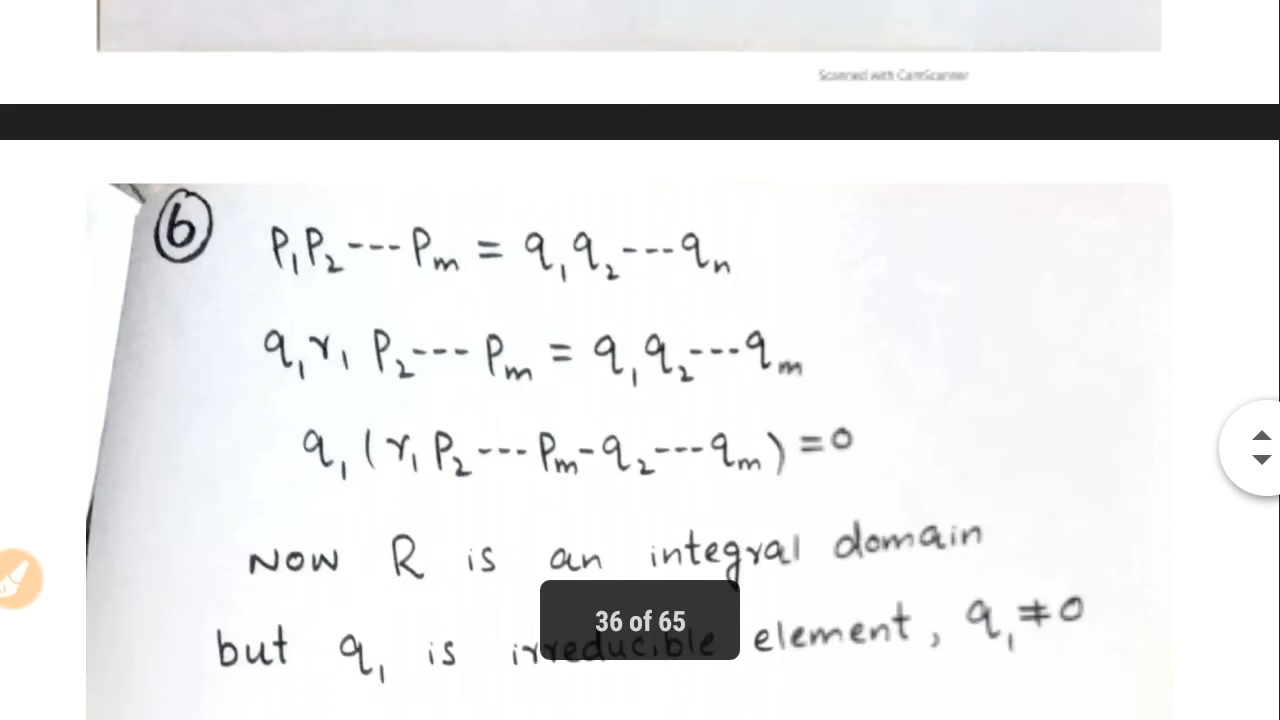 Scanned with CamScanner
⑥ P₁P₂---Pₘ = q₁q₂---qₙ
q₁r₁ P₂---Pₘ = q₁q₂---qₘ
q₁(r₁P₂---Pₘ-q₂---qₘ)=0
NOW R is an integral domain
36 of 65
but q₁ is irreducible element, q₁≠0